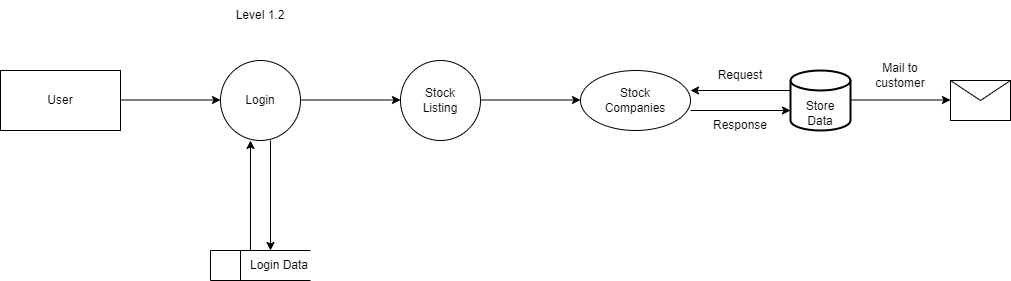 Level 1.2
User
Login
Stock
Listing
Stock
Companies
Request
Response
Store
Data
Mail to
customer
Login Data